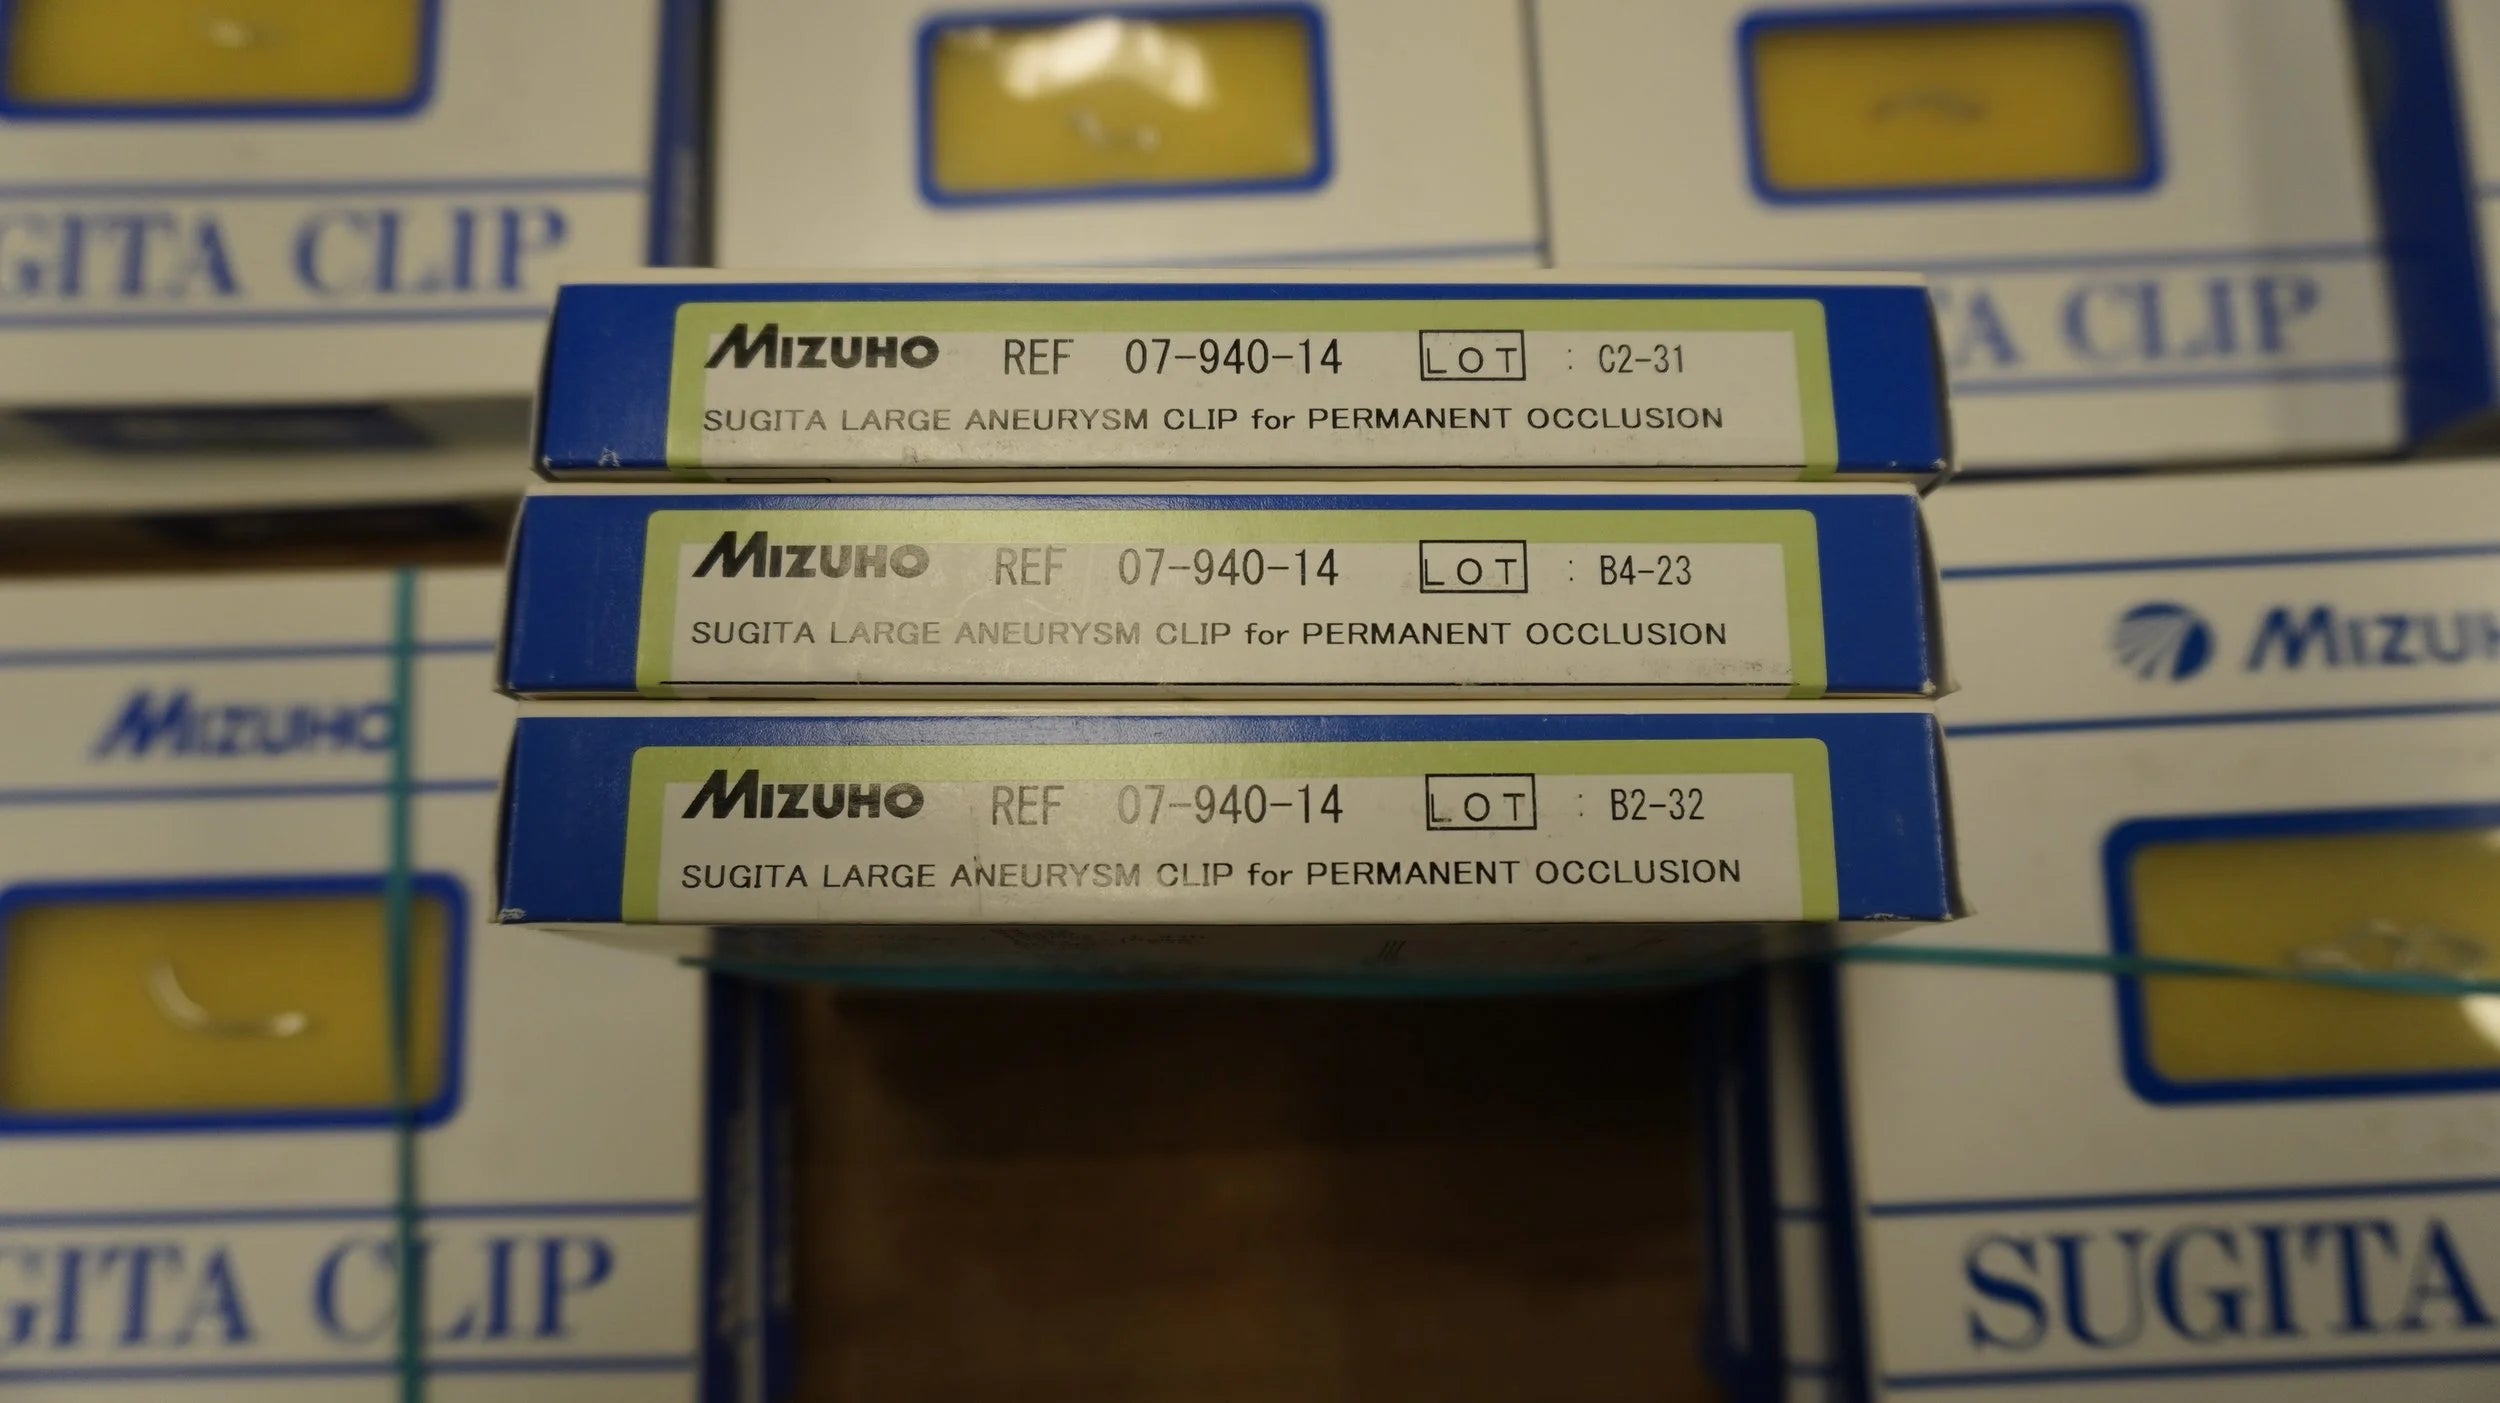 GITA CLIP
A CLIP
MIZUHO REF 07-940-14 LOT : C2-31
SUGITA LARGE ANEURYSM CLIP for PERMANENT OCCLUSION
MIZUHO REF 07-940-14 LOT : B4-23
SUGITA LARGE ANEURYSM CLIP for PERMANENT OCCLUSION
MIZUHO REF 07-940-14 LOT : B2-32
SUGITA LARGE ANEURYSM CLIP for PERMANENT OCCLUSION
MIZUHO
MIZUH
GITA CLIP
SUGITA